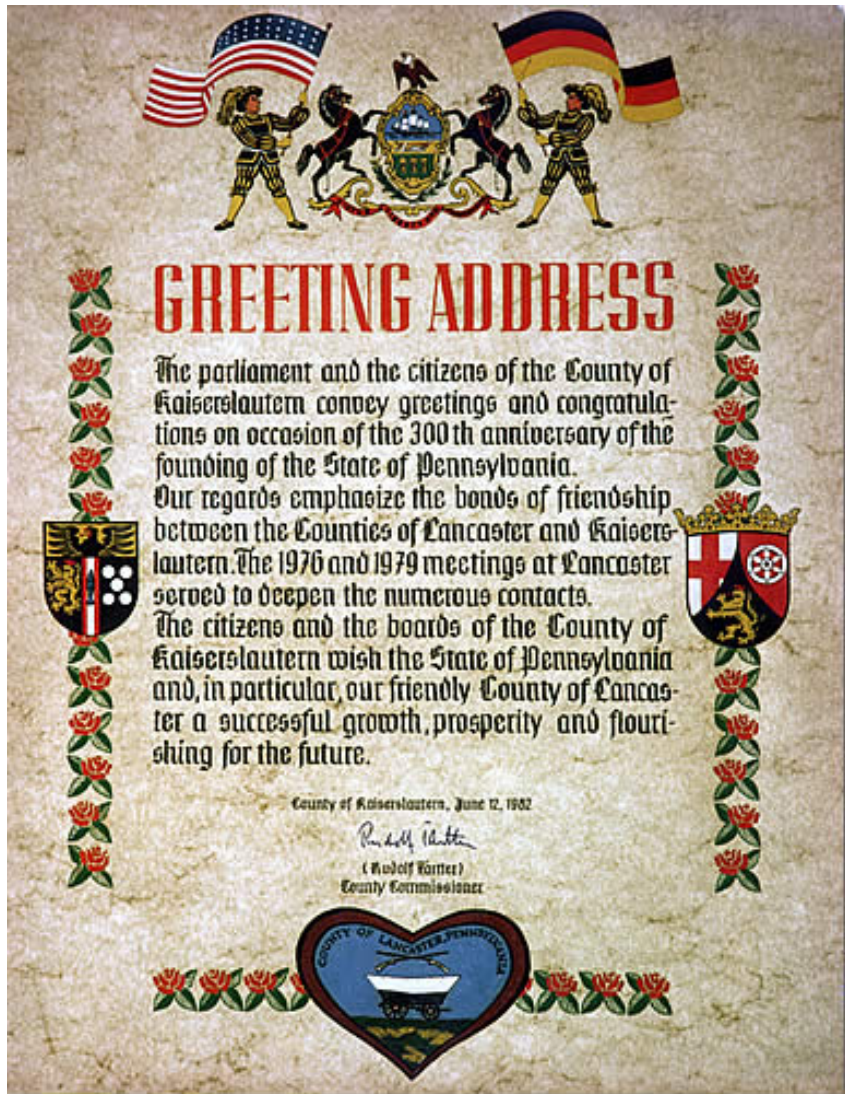 GREETING ADDRESS
The parliament and the citizens of the County of
Kaiserslautern convey greetings and congratula-
tions on occasion of the 300th anniversary of the
founding of the State of Pennsylvania.
Our regards emphasize the bonds of friendship
between the Counties of Lancaster and Kaisers-
lautern. The 1976 and 1979 meetings at Lancaster
served to deepen the numerous contacts.
The citizens and the boards of the County of
Kaiserslautern wish the State of Pennsylvania
and, in particular, our friendly County of Lancas-
ter a successful growth, prosperity and flouri-
shing for the future.
County of Kaiserslautern, June 12, 1982
(Rudolf Tartter)
County Commissioner
COUNTY OF LANCASTER, PENNSYLVANIA